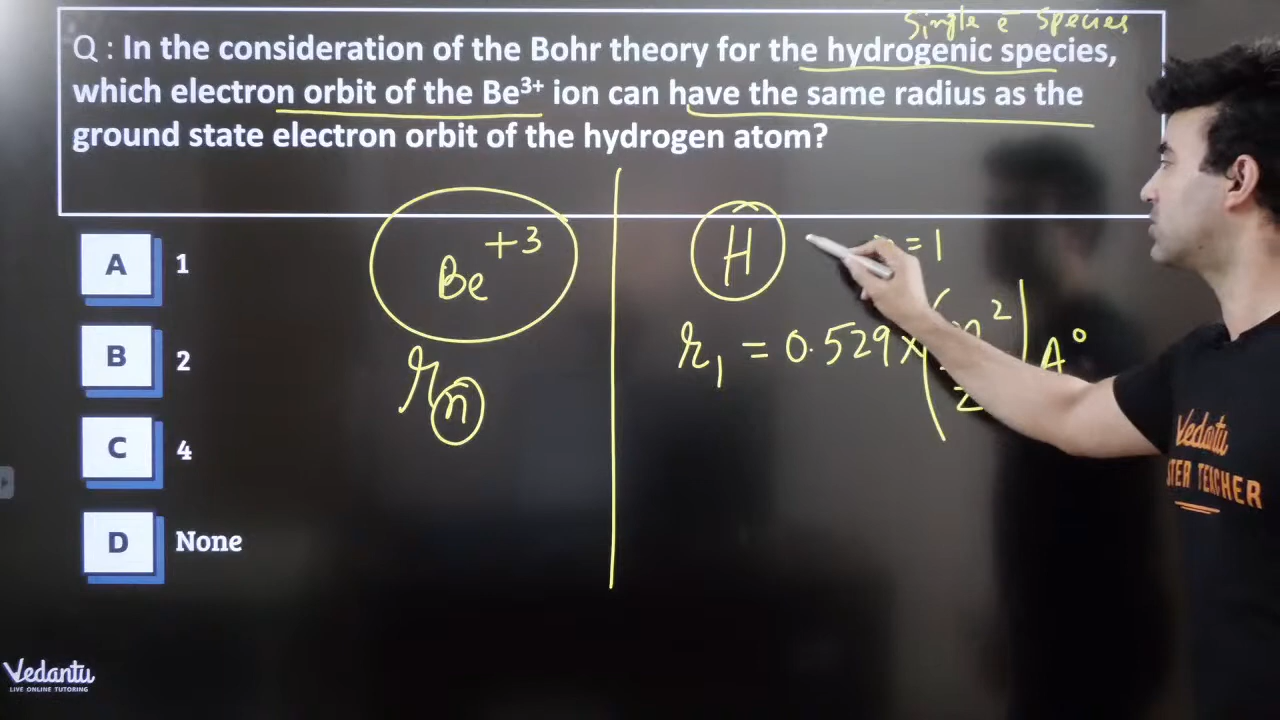 Single e⁻ Species
Q : In the consideration of the Bohr theory for the hydrogenic species,
which electron orbit of the Be³⁺ ion can have the same radius as the
ground state electron orbit of the hydrogen atom?
A 1
B 2
C 4
D None
Be⁺³
rₙ
H
= 1
r₁ = 0.529 × (n²/Z) A°
Vedantu
LIVE ONLINE TUTORING
Vedantu
STER TEACHER